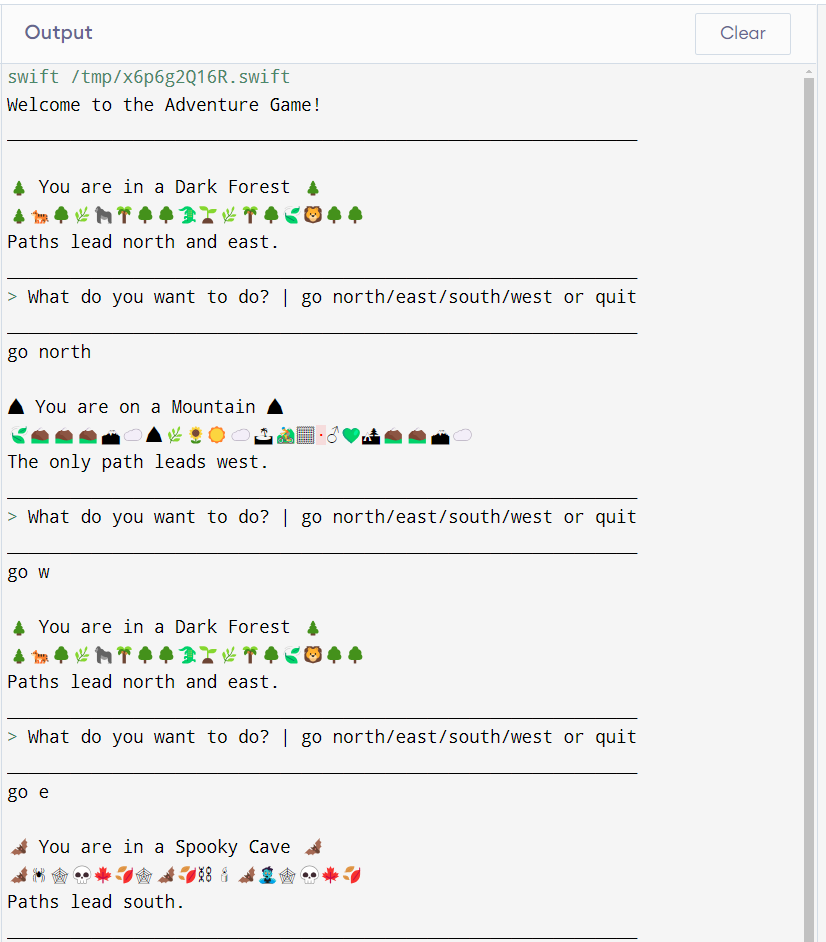 Output
Clear
swift /tmp/x6p6g2Q16R.swift
Welcome to the Adventure Game!
You are in a Dark Forest
Paths lead north and east.
> What do you want to do? | go north/east/south/west or quit
go north
You are on a Mountain
The only path leads west.
> What do you want to do? | go north/east/south/west or quit
go w
You are in a Dark Forest
Paths lead north and east.
> What do you want to do? | go north/east/south/west or quit
go e
You are in a Spooky Cave
Paths lead south.